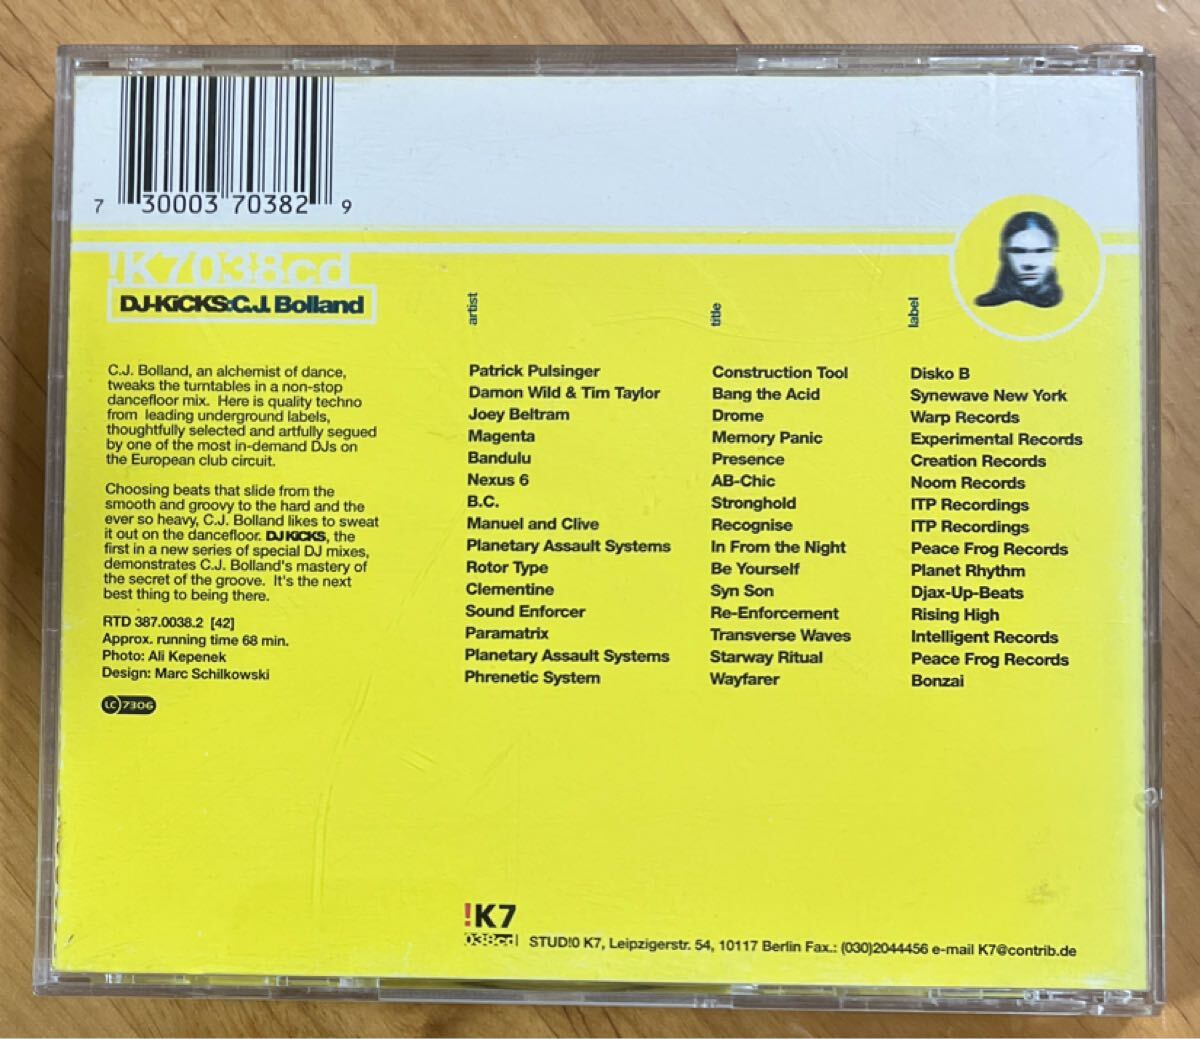 7 30003 70382 9
!K7038cd
DJ-KiCKS:C.J. Bolland
C.J. Bolland, an alchemist of dance,
tweaks the turntables in a non-stop
dancefloor mix. Here is quality techno
from leading underground labels,
thoughtfully selected and artfully segued
by one of the most in-demand DJs on
the European club circuit.
Choosing beats that slide from the
smooth and groovy to the hard and the
ever so heavy, C.J. Bolland likes to sweat
it out on the dancefloor. DJ KiCKS, the
first in a new series of special DJ mixes,
demonstrates C.J. Bolland's mastery of
the secret of the groove. It's the next
best thing to being there.
RTD 387.0038.2 [42]
Approx. running time 68 min.
Photo: Ali Kepenek
Design: Marc Schilkowski
LC 7306
artist title label
Patrick Pulsinger Construction Tool Disko B
Damon Wild & Tim Taylor Bang the Acid Synewave New York
Joey Beltram Drome Warp Records
Magenta Memory Panic Experimental Records
Bandulu Presence Creation Records
Nexus 6 AB-Chic Noom Records
B.C. Stronghold ITP Recordings
Manuel and Clive Recognise ITP Recordings
Planetary Assault Systems In From the Night Peace Frog Records
Rotor Type Be Yourself Planet Rhythm
Clementine Syn Son Djax-Up-Beats
Sound Enforcer Re-Enforcement Rising High
Paramatrix Transverse Waves Intelligent Records
Planetary Assault Systems Starway Ritual Peace Frog Records
Phrenetic System Wayfarer Bonzai
!K7
038cd STUD!0 K7, Leipzigerstr. 54, 10117 Berlin Fax.: (030)2044456 e-mail K7@contrib.de